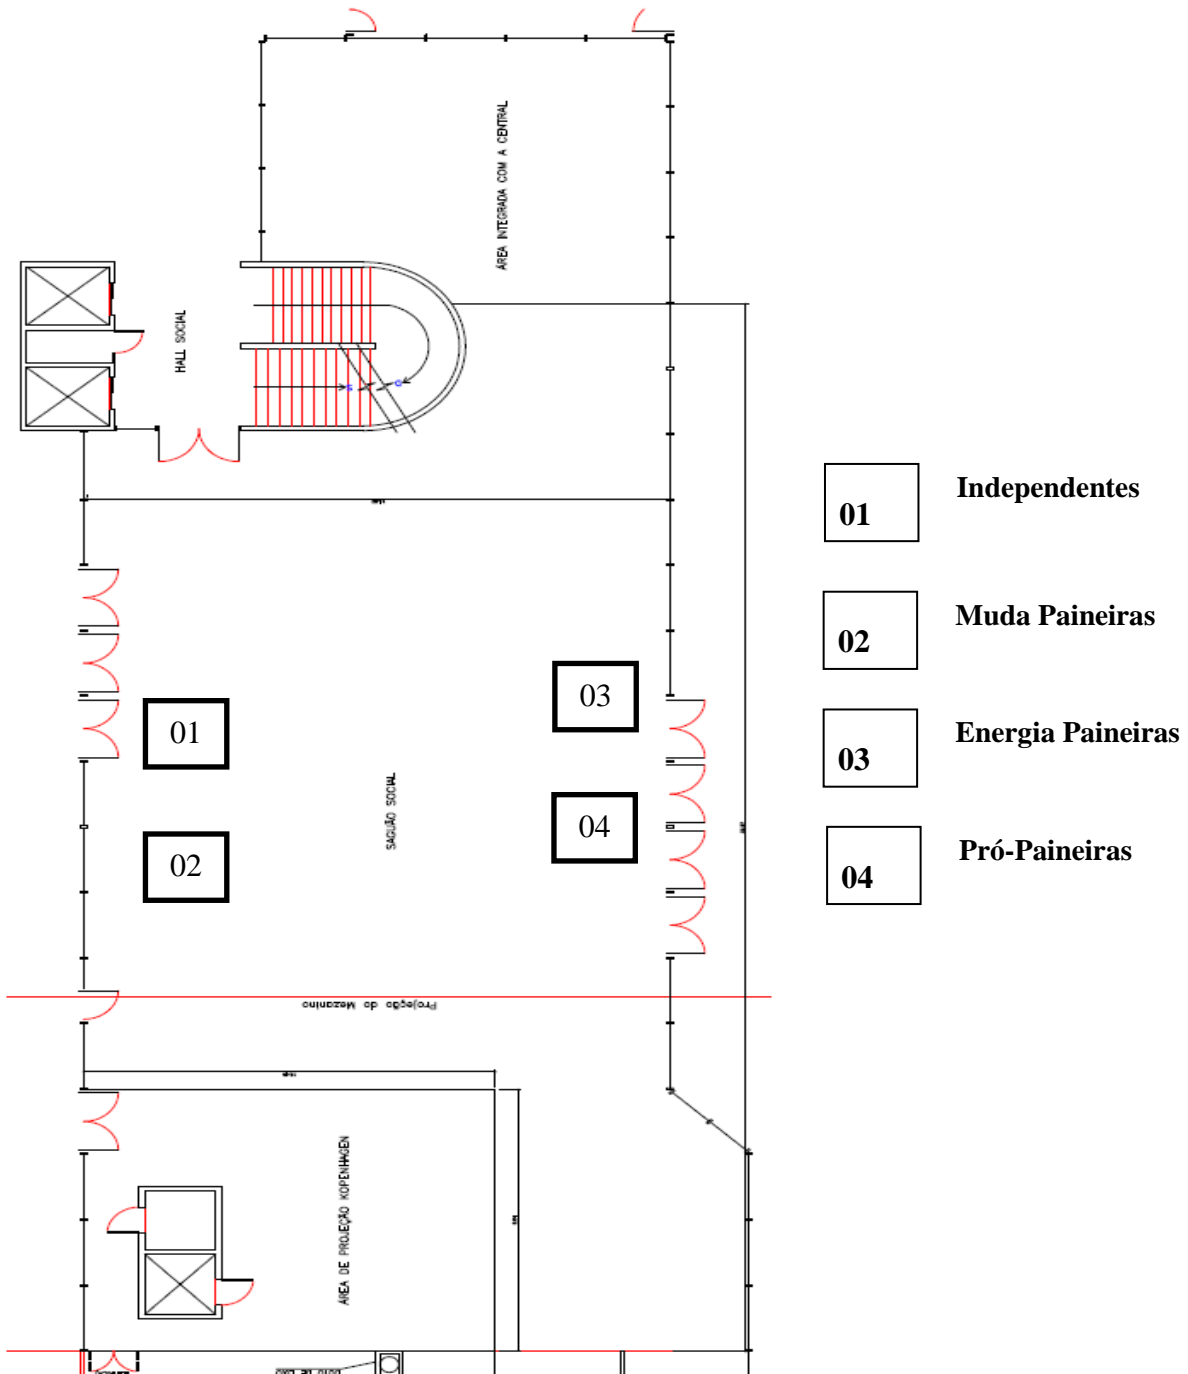 ÁREA INTEGRADA COM A CENTRAL
HALL SOCIAL
S
01
Independentes
02
Muda Paineiras
03
Energia Paineiras
04
Pró-Paineiras
01
03
SAGUÃO SOCIAL
04
02
Projeção do Mezanino
ÁREA DE PROJEÇÃO KOPENHAGEN